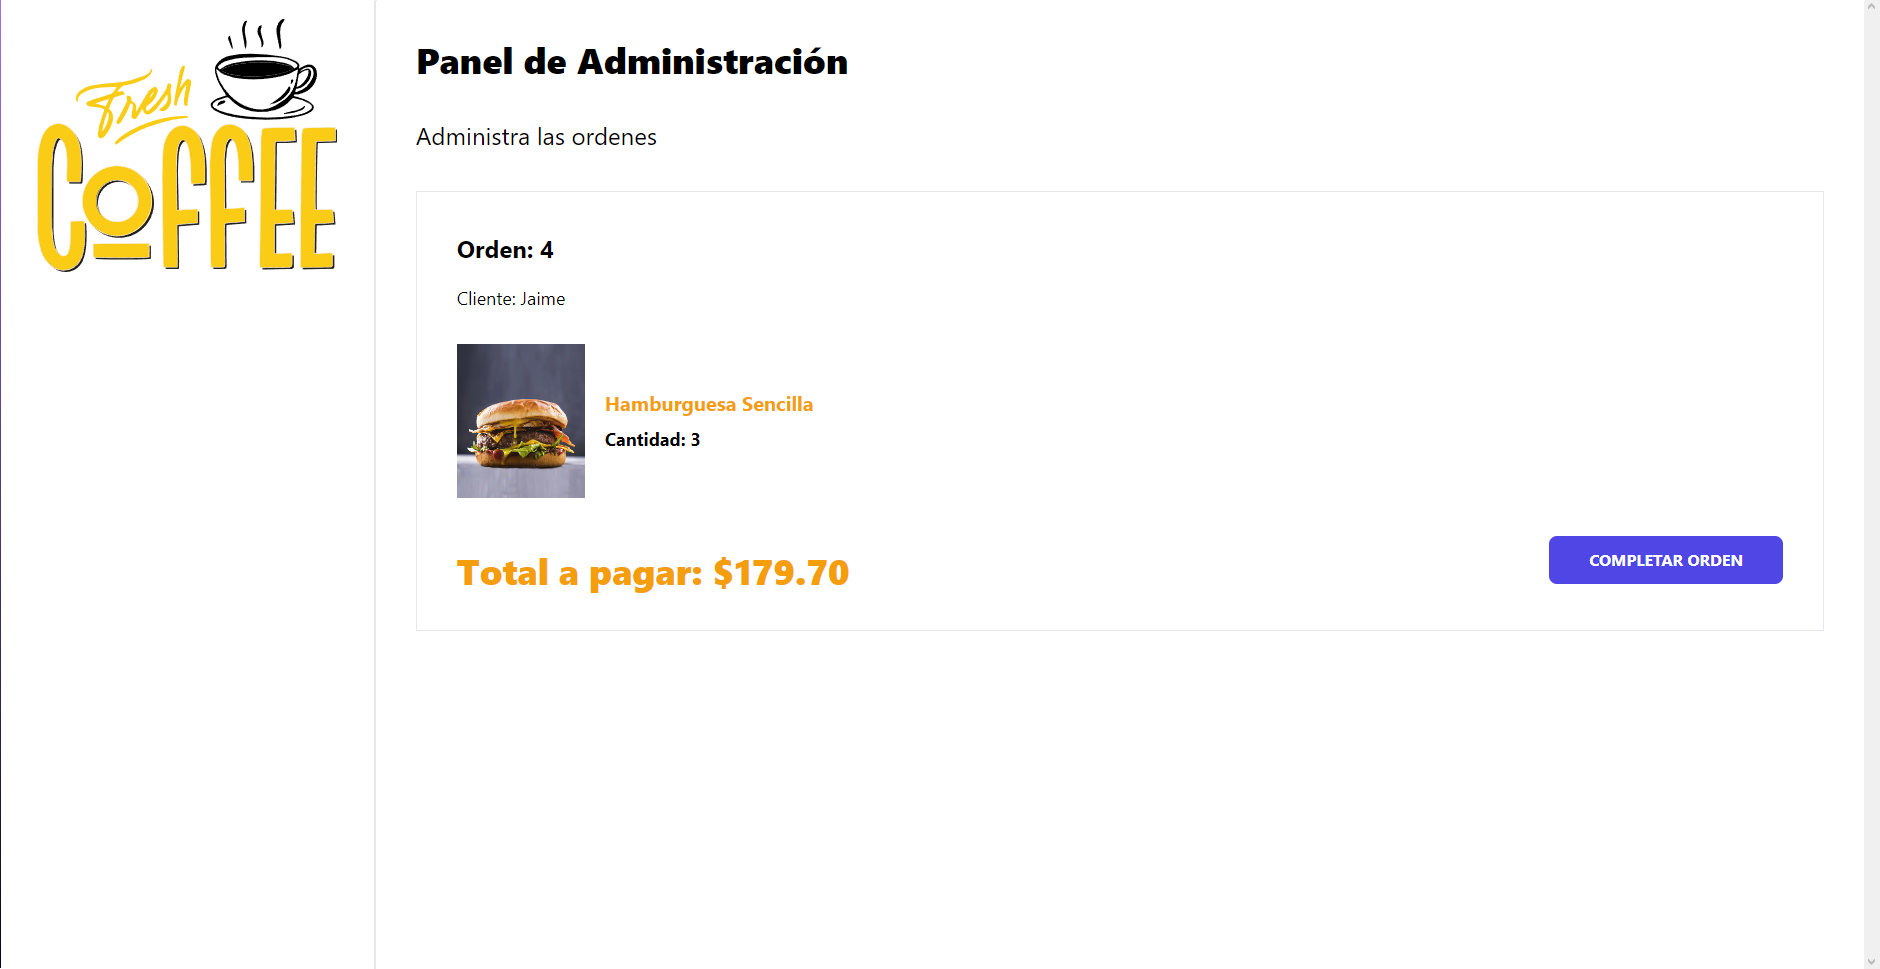 Fresh
COFFEE
Panel de Administración
Administra las ordenes
Orden: 4
Cliente: Jaime
Hamburguesa Sencilla
Cantidad: 3
Total a pagar: $179.70
COMPLETAR ORDEN